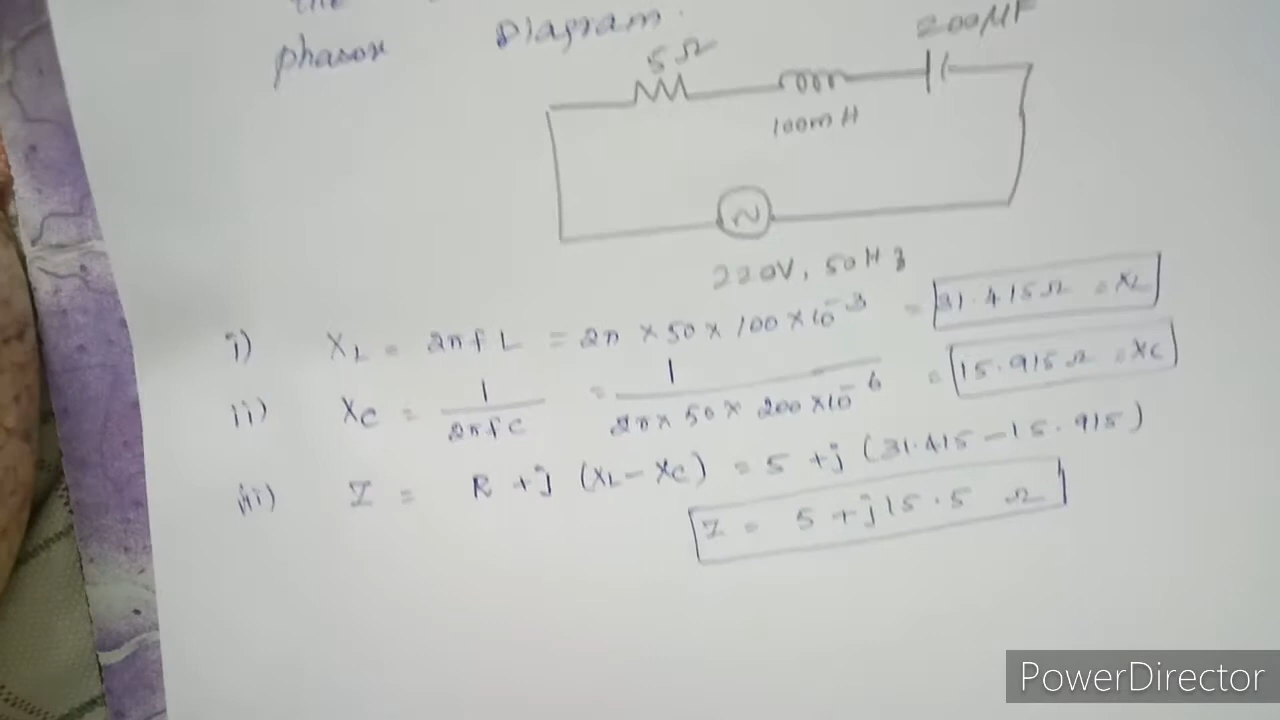 the
phasor Diagram.
5Ω
200μF
100mH
220V, 50Hz
i) XL = 2πfL = 2π × 50 × 100 × 10^-3 = 31.415Ω = XL
ii) XC = 1/2πfC = 1/2π × 50 × 200 × 10^-6 = 15.915Ω = XC
iii) Z = R + j (XL - XC) = 5 + j (31.415 - 15.915)
Z = 5 + j15.5 Ω
PowerDirector